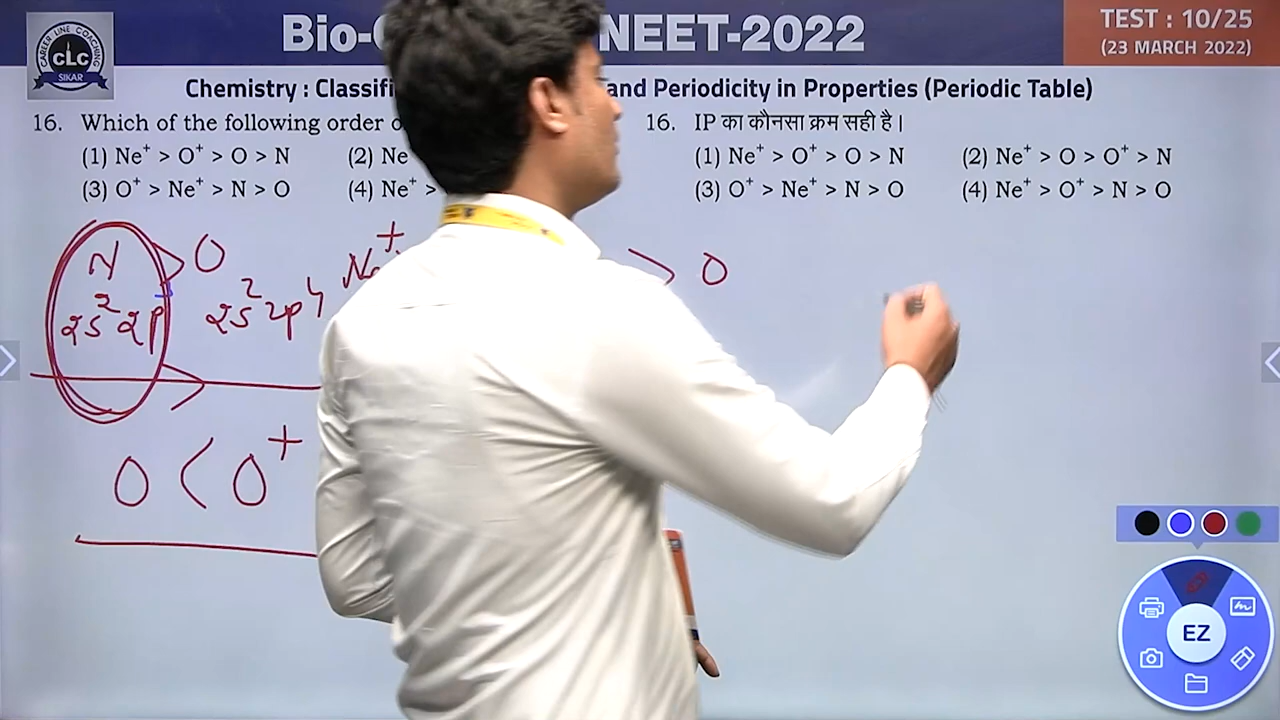 Bio- NEET-2022
TEST : 10/25
(23 MARCH 2022)
CAREER LINE COACHING
CLC
SIKAR
Chemistry : Classifi and Periodicity in Properties (Periodic Table)
16. Which of the following order o
(1) Ne⁺ > O⁺ > O > N (2) Ne
(3) O⁺ > Ne⁺ > N > O (4) Ne⁺ >
16. IP का कौनसा क्रम सही है।
(1) Ne⁺ > O⁺ > O > N (2) Ne⁺ > O > O⁺ > N
(3) O⁺ > Ne⁺ > N > O (4) Ne⁺ > O⁺ > N > O
N > O Ne⁺ > O
2s² 2p 2s² 2p⁴
>
O < O⁺
EZ